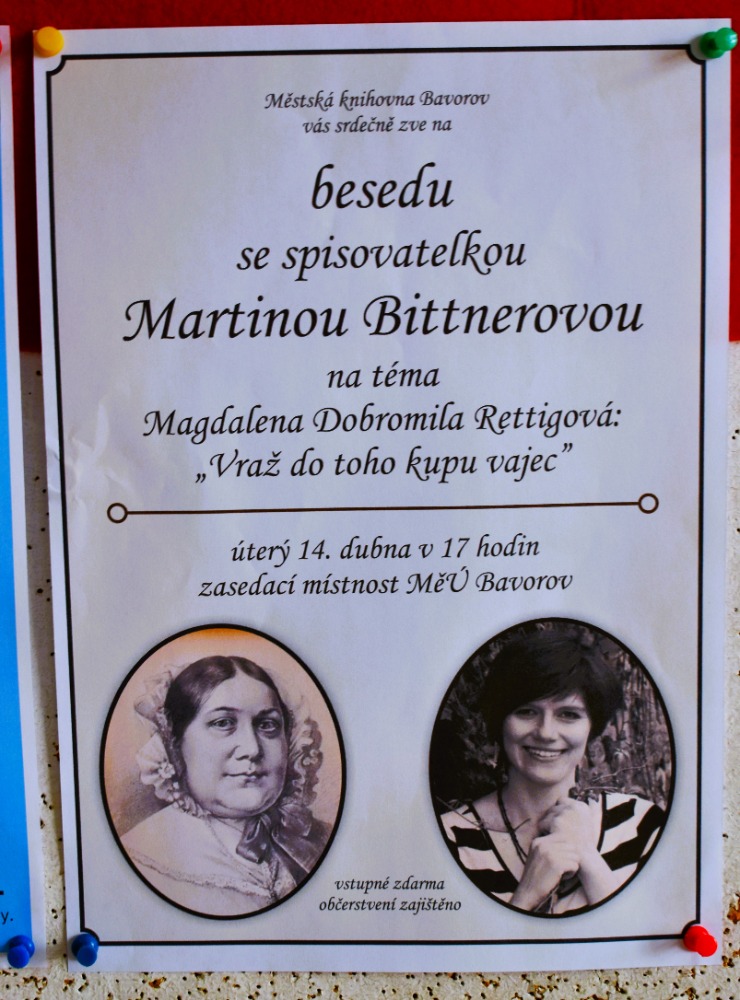 Městská knihovna Bavorov
vás srdečně zve na
besedu
se spisovatelkou
Martinou Bittnerovou
na téma
Magdalena Dobromila Rettigová:
„Vraž do toho kupu vajec”
úterý 14. dubna v 17 hodin
zasedací místnost MěÚ Bavorov
vstupné zdarma
občerstvení zajištěno
y.